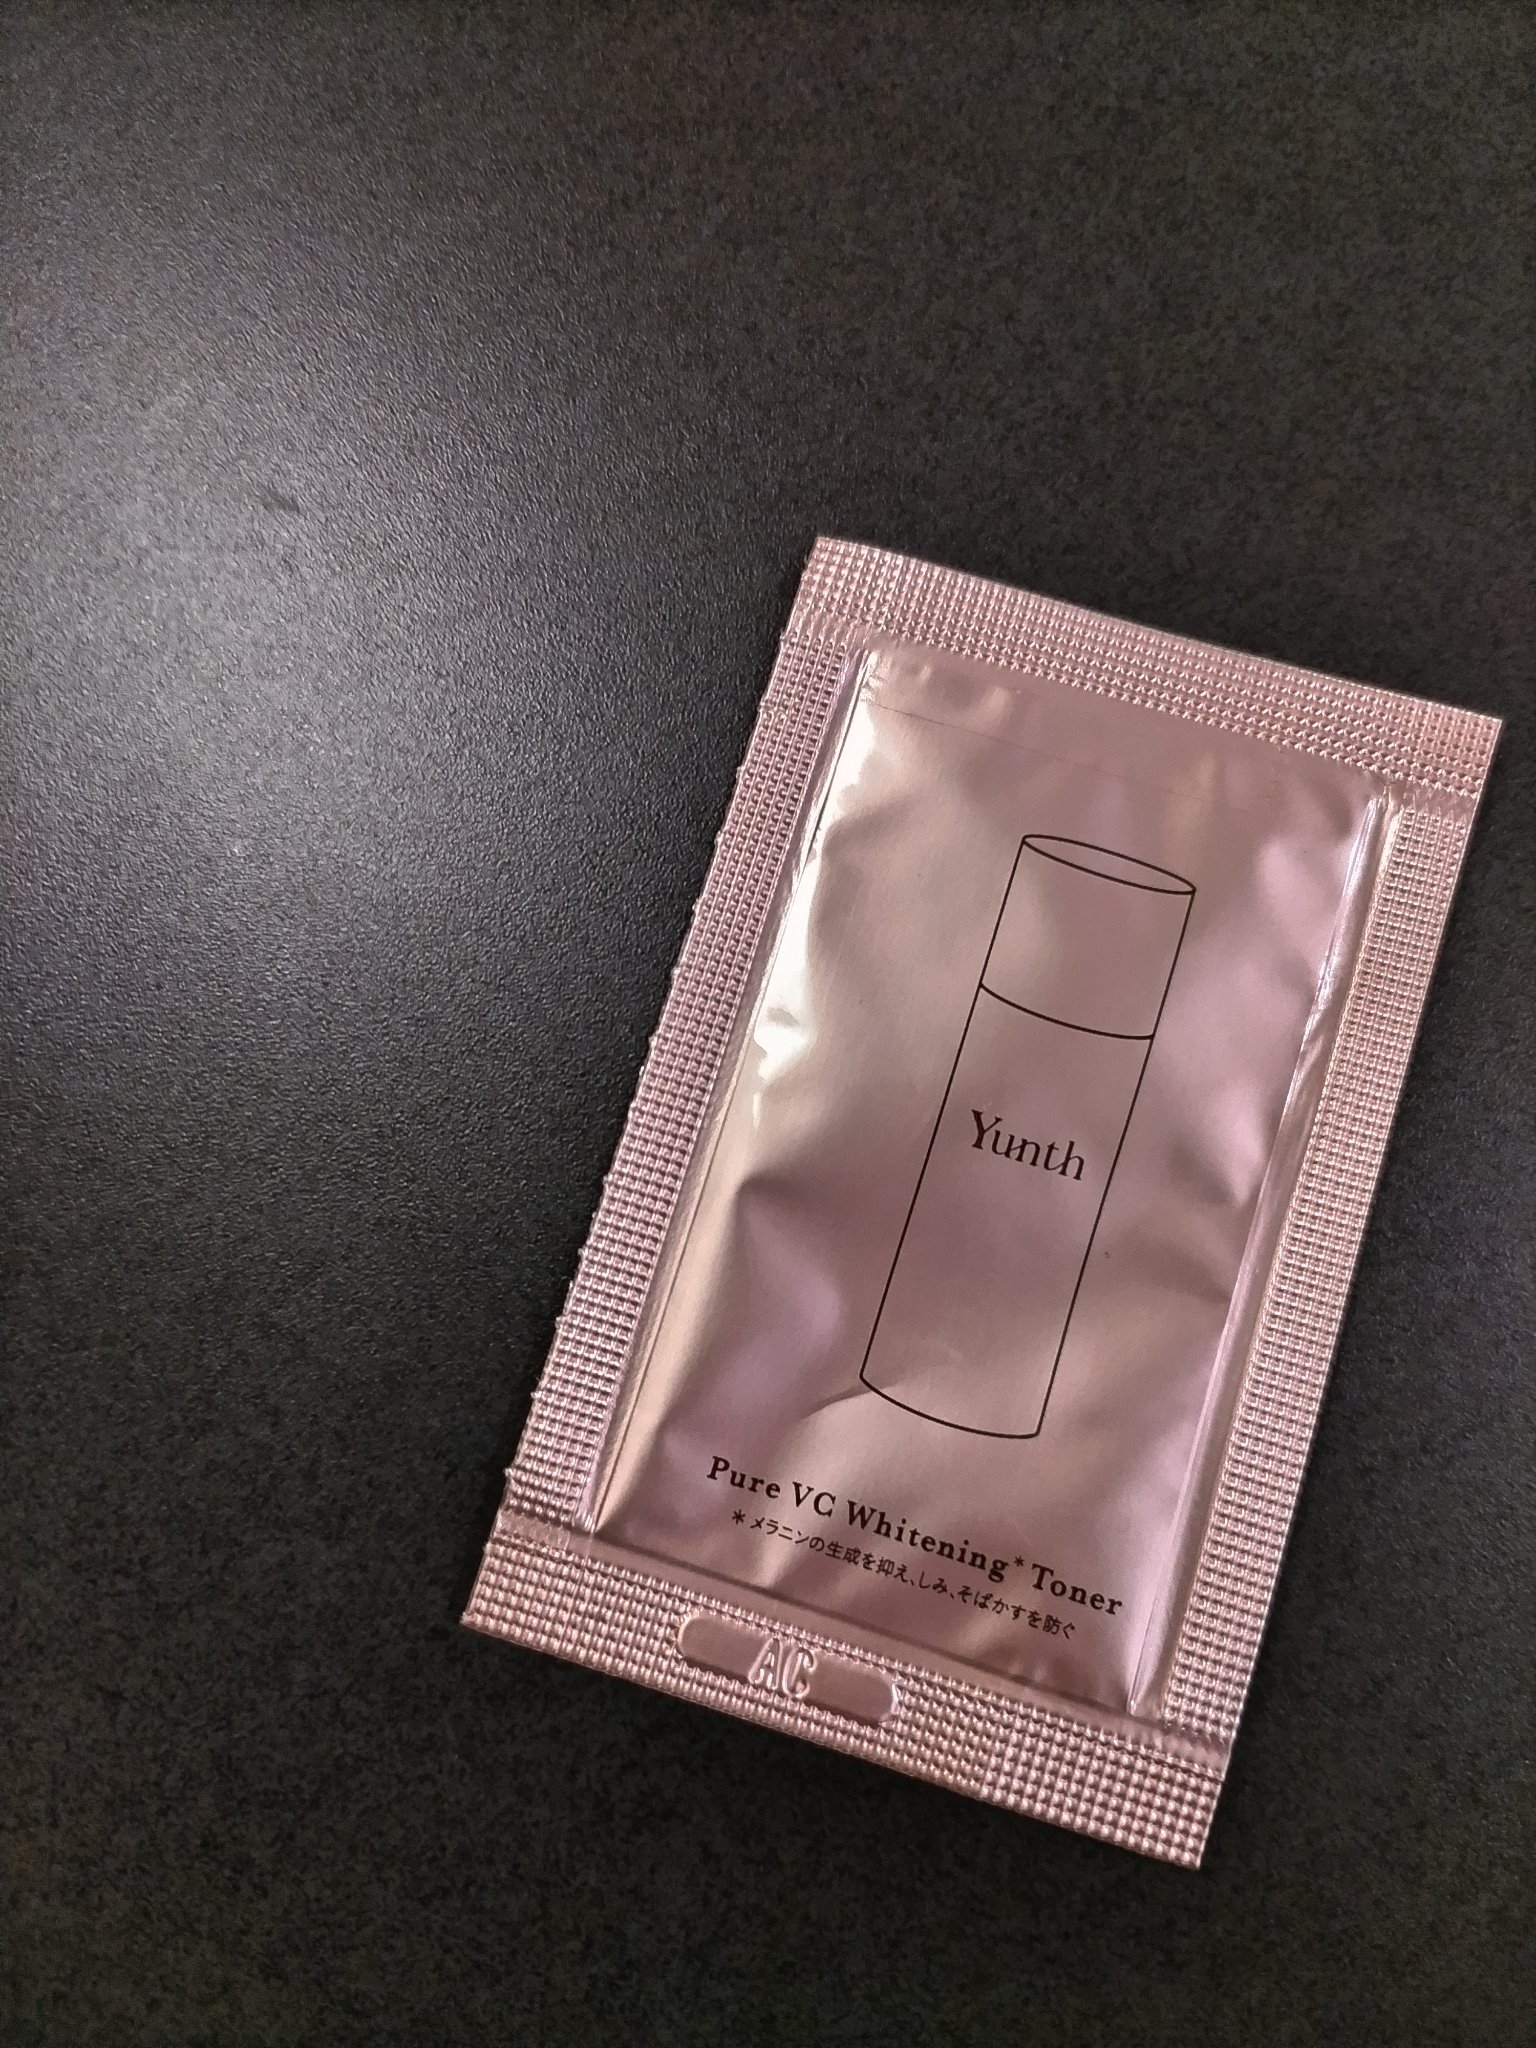 Yunth
Pure VC Whitening* Toner
*メラニンの生成を抑え、しみ、そばかすを防ぐ
AC